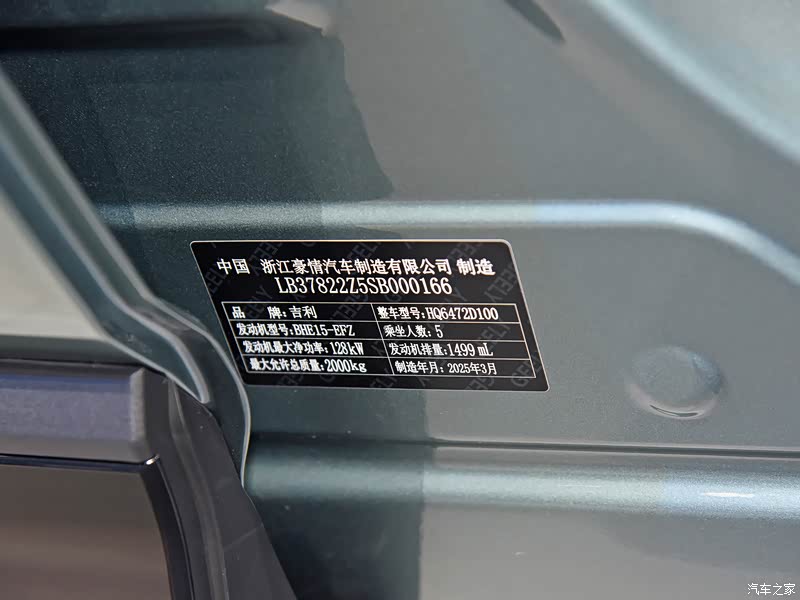 中国 浙江豪情汽车制造有限公司 制造
LB37822Z5SB000166
品 牌:吉利 整车型号:HQ6472D100
发动机型号:BHE15-EFZ 乘坐人数:5
发动机最大净功率:128kW 发动机排量:1499mL
最大允许总质量:2000kg 制造年月:2025年3月
汽车之家